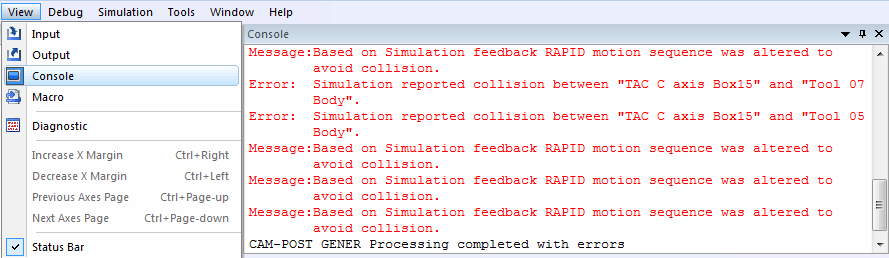 View Debug Simulation Tools Window Help
Input
Output
Console
Macro
Diagnostic
Increase X Margin Ctrl+Right
Decrease X Margin Ctrl+Left
Previous Axes Page Ctrl+Page-up
Next Axes Page Ctrl+Page-down
Status Bar
Console
Message:Based on Simulation feedback RAPID motion sequence was altered to
avoid collision.
Error: Simulation reported collision between "TAC C axis Box15" and "Tool 07
Body".
Error: Simulation reported collision between "TAC C axis Box15" and "Tool 05
Body".
Message:Based on Simulation feedback RAPID motion sequence was altered to
avoid collision.
Message:Based on Simulation feedback RAPID motion sequence was altered to
avoid collision.
Message:Based on Simulation feedback RAPID motion sequence was altered to
avoid collision.
CAM-POST GENER Processing completed with errors